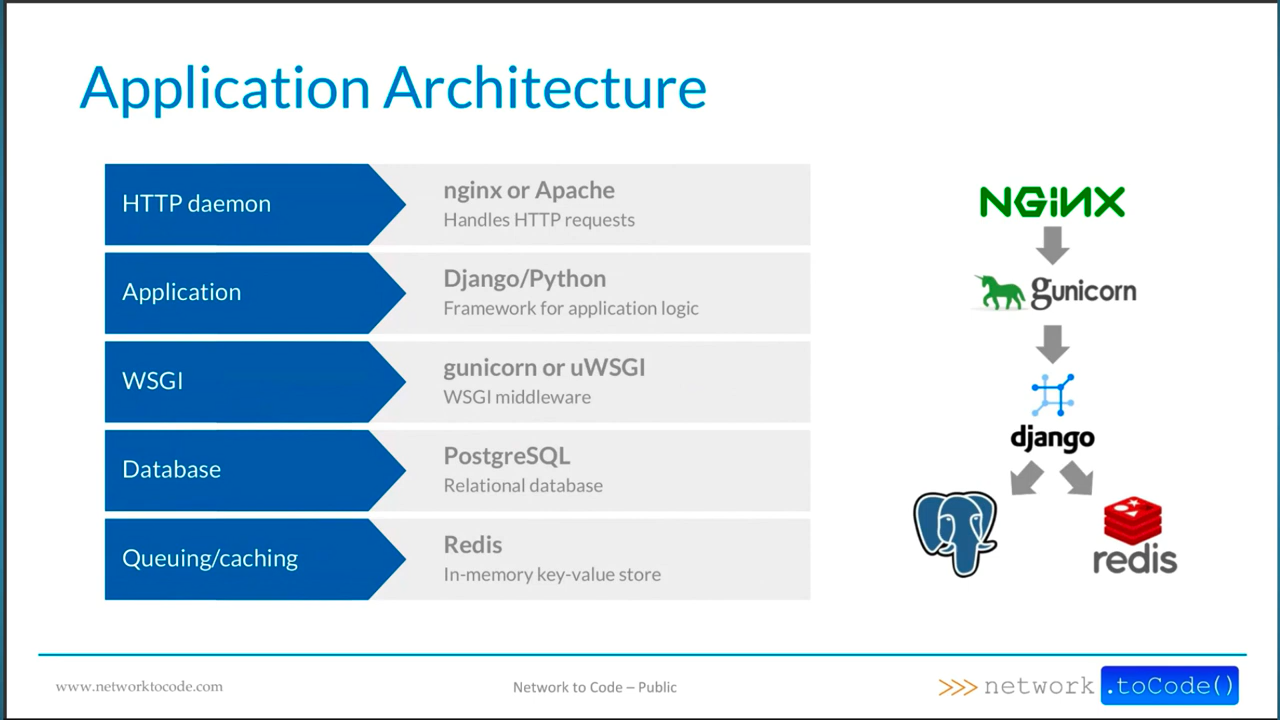 Application Architecture
HTTP daemon
nginx or Apache
Handles HTTP requests
Application
Django/Python
Framework for application logic
WSGI
gunicorn or uWSGI
WSGI middleware
Database
PostgreSQL
Relational database
Queuing/caching
Redis
In-memory key-value store
NGINX
gunicorn
django
redis
www.networktocode.com
Network to Code – Public
>>> network .toCode()